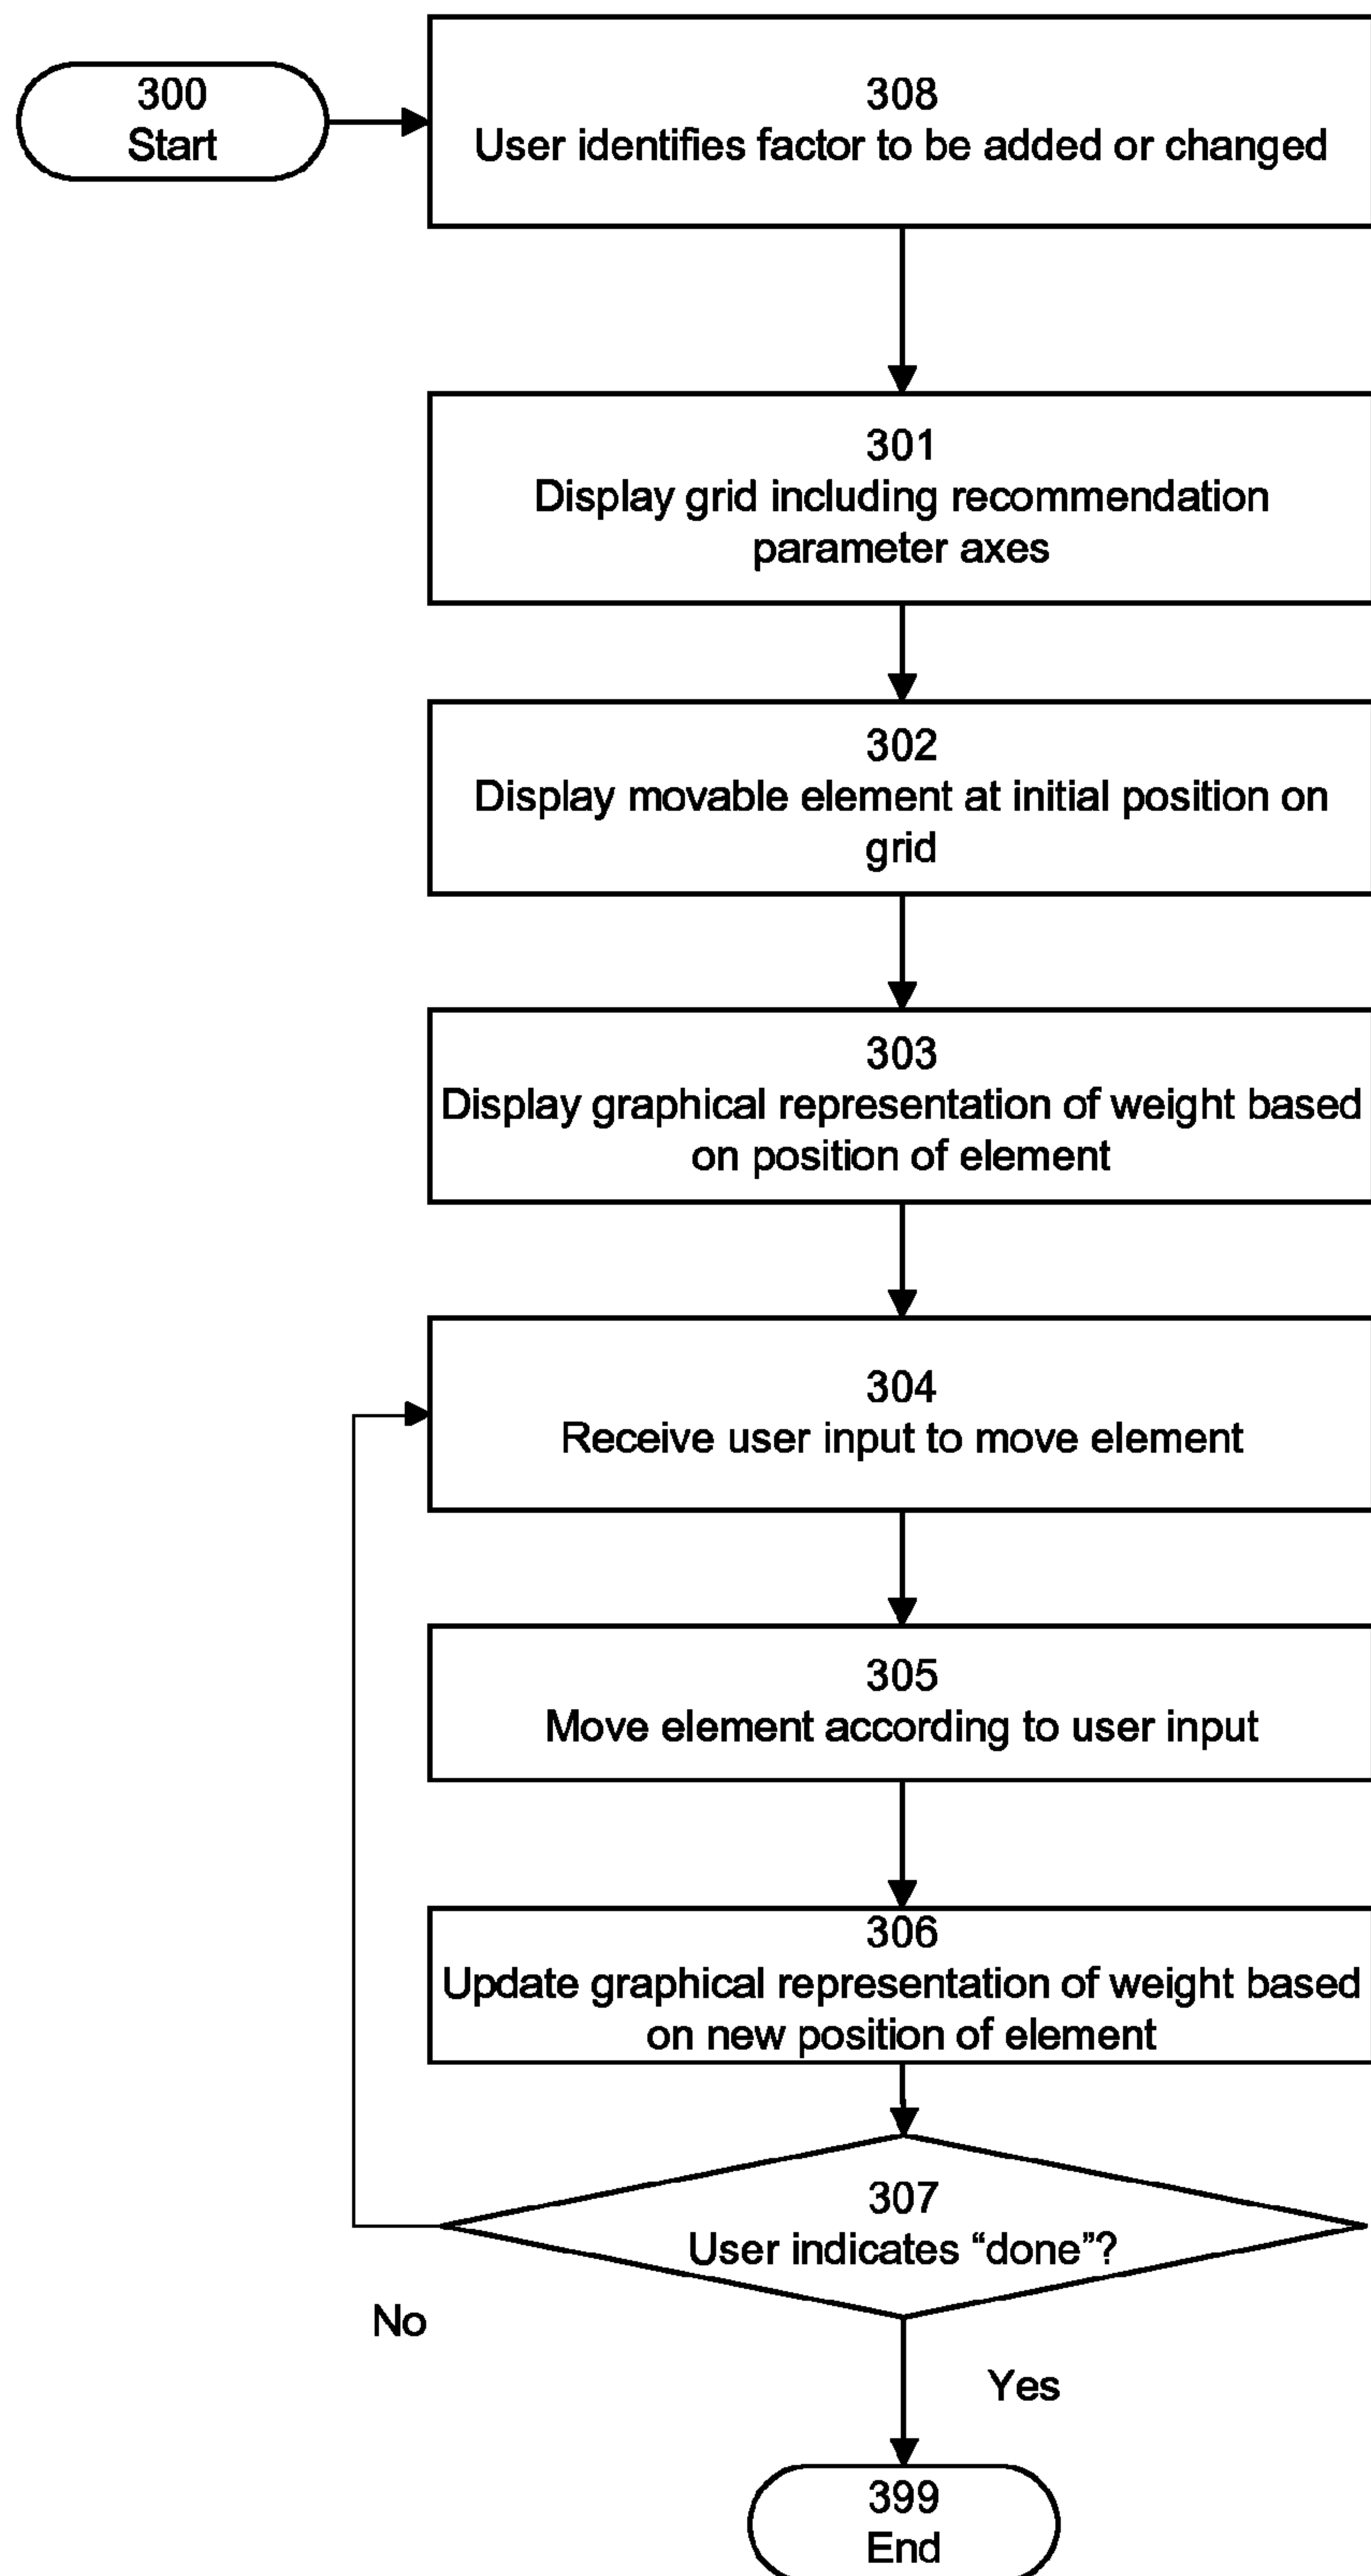 300
Start
308
User identifies factor to be added or changed
301
Display grid including recommendation
parameter axes
302
Display movable element at initial position on
grid
303
Display graphical representation of weight based
on position of element
304
Receive user input to move element
305
Move element according to user input
306
Update graphical representation of weight based
on new position of element
307
User indicates “done”?
No
Yes
399
End